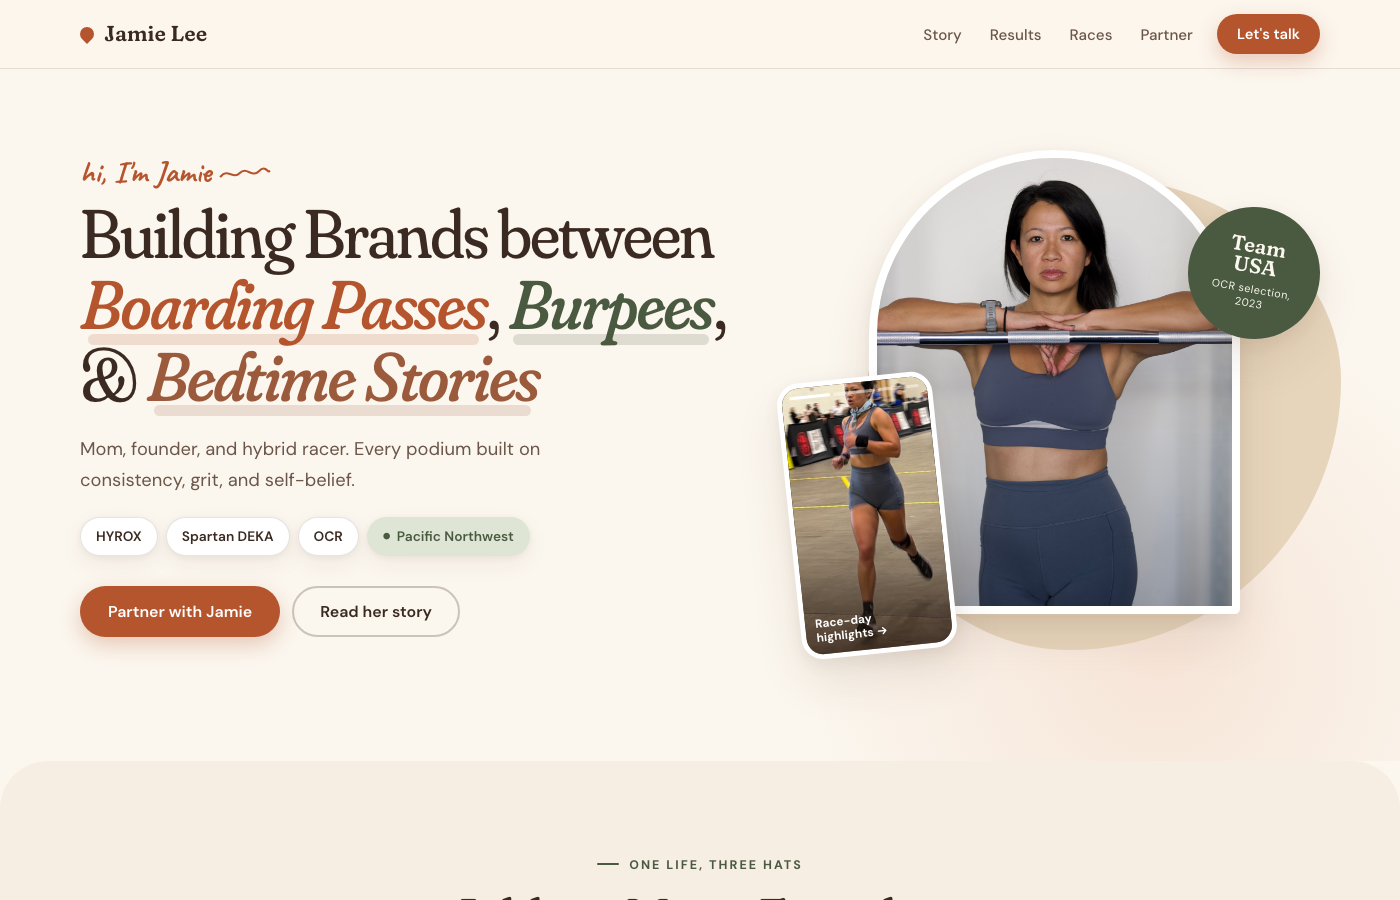 Jamie Lee
Story
Results
Races
Partner
Let's talk
hi, I'm Jamie
Building Brands between
Boarding Passes, Burpees,
& Bedtime Stories
Mom, founder, and hybrid racer. Every podium built on
consistency, grit, and self-belief.
HYROX
Spartan DEKA
OCR
Pacific Northwest
Partner with Jamie
Read her story
Team
USA
OCR selection,
2023
Race-day
highlights →
ONE LIFE, THREE HATS